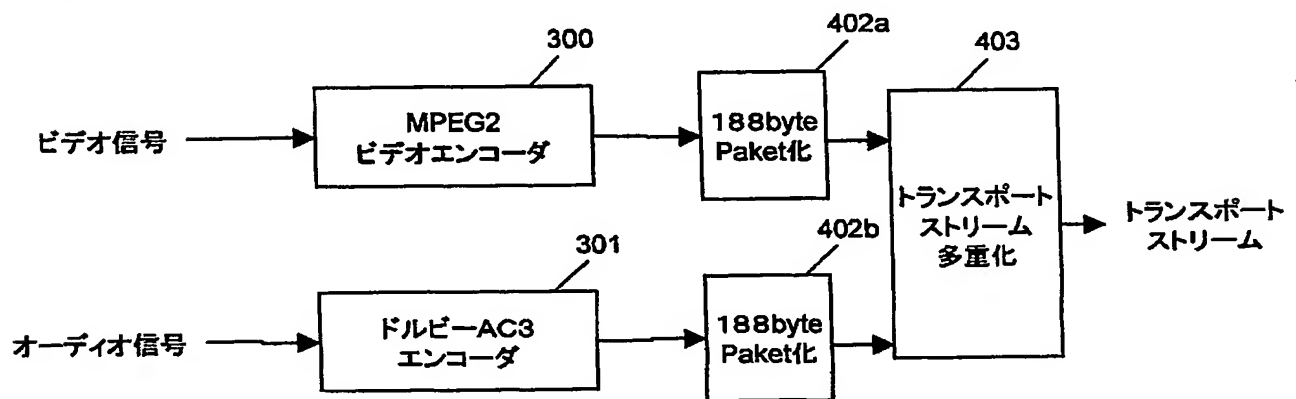 300
402a
403
ビデオ信号
MPEG2
ビデオエンコーダ
188byte
Paket化
トランスポート
ストリーム
多重化
トランスポート
ストリーム
301
402b
オーディオ信号
ドルビーAC3
エンコーダ
188byte
Paket化